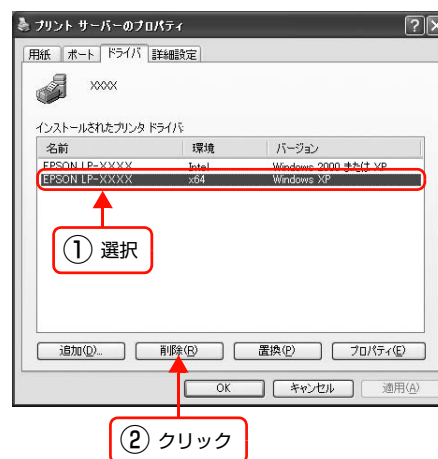 プリント サーバーのプロパティ
用紙 ポート ドライバ 詳細設定
XXXX
インストールされたプリンタ ドライバ:
名前 環境 バージョン
EPSON LP-XXXX Intel Windows 2000 または XP
EPSON LP-XXXX x64 Windows XP
① 選択
追加(D)... 削除(R) 置換(P) プロパティ(E)
OK キャンセル 適用(A)
② クリック